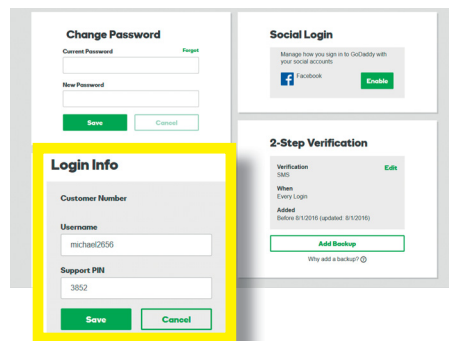 Change Password
Current Password Forgot
New Password
Save Cancel
Login Info
Customer Number
Username
michael2656
Support PIN
3852
Save Cancel
Social Login
Manage how you sign in to GoDaddy with
your social accounts
f Facebook Enable
2-Step Verification
Verification Edit
SMS
When
Every Login
Added
Before 8/1/2016 (updated 8/1/2016)
Add Backup
Why add a backup? ?